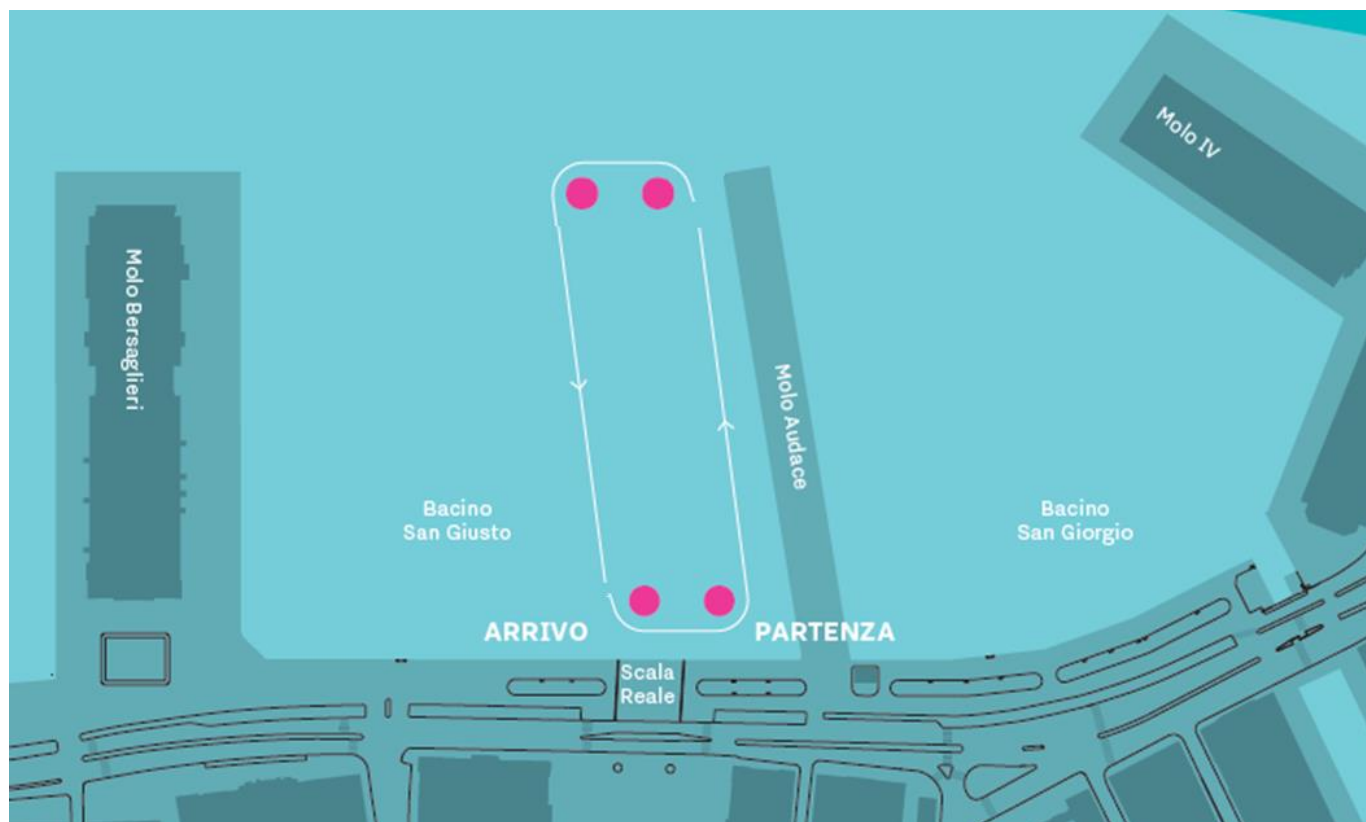 Molo IV
Molo Bersaglieri
Molo Audace
Bacino
San Giusto
Bacino
San Giorgio
ARRIVO
PARTENZA
Scala
Reale